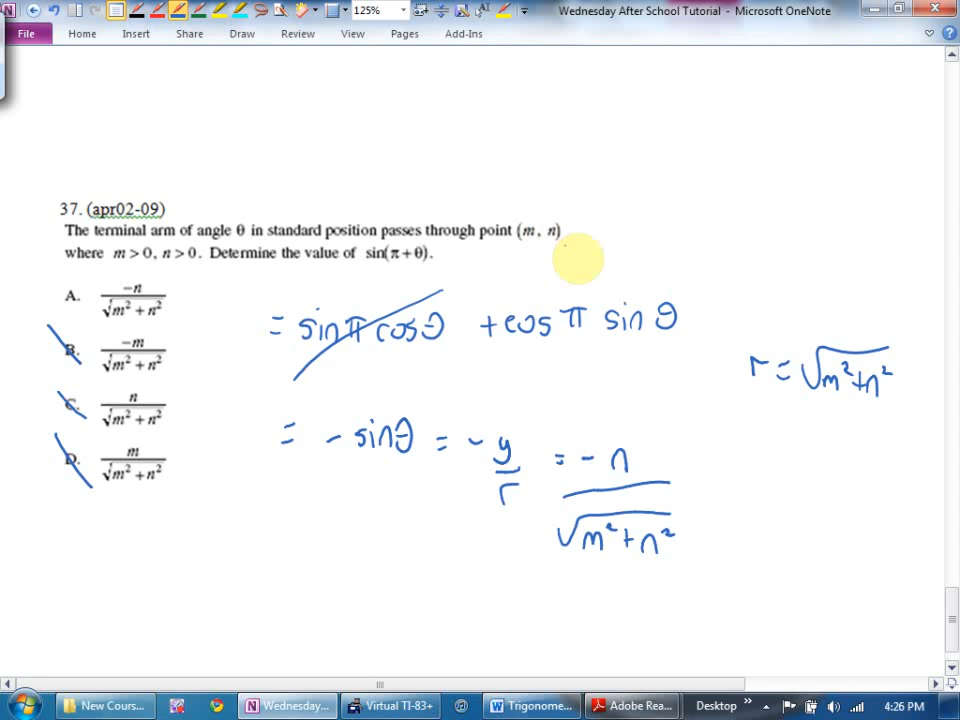 125%
Wednesday After School Tutorial - Microsoft OneNote
File Home Insert Share Draw Review View Pages Add-Ins
37. (apr02-09)
The terminal arm of angle θ in standard position passes through point (m, n)
where m > 0, n > 0. Determine the value of sin(π + θ).
A. -n/√m² + n²
B. -m/√m² + n²
C. n/√m² + n²
D. m/√m² + n²
= sin π cos θ + cos π sin θ
r = √m²+n²
= - sin θ = - y/r = - n/√m²+n²
New Cours... Wednesday... Virtual TI-83+ Trigonome... Adobe Rea... Desktop » 4:26 PM